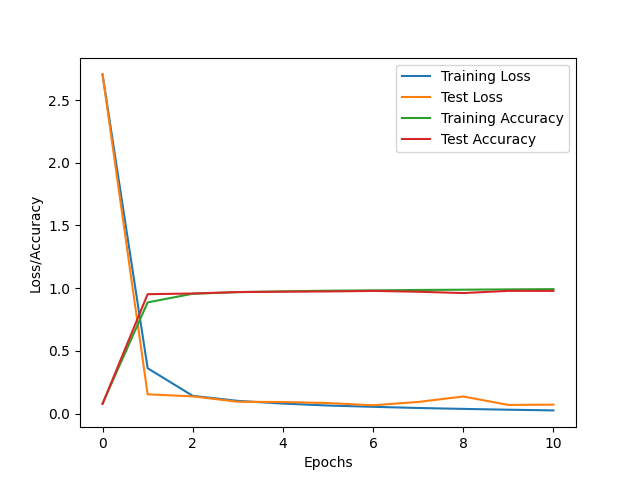 Training Loss
Test Loss
Training Accuracy
Test Accuracy
Loss/Accuracy
2.5
2.0
1.5
1.0
0.5
0.0
0 2 4 6 8 10
Epochs